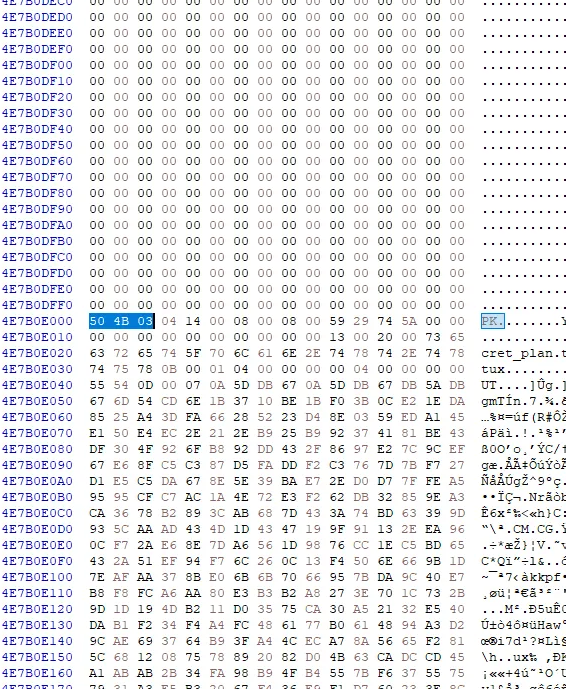 4E7B0DEC0 00 00 00 00 00 00 00 00 00 00 00 00 00 00 00 00 ..........
4E7B0DED0 00 00 00 00 00 00 00 00 00 00 00 00 00 00 00 00 ..........
4E7B0DEE0 00 00 00 00 00 00 00 00 00 00 00 00 00 00 00 00 ..........
4E7B0DEF0 00 00 00 00 00 00 00 00 00 00 00 00 00 00 00 00 ..........
4E7B0DF00 00 00 00 00 00 00 00 00 00 00 00 00 00 00 00 00 ..........
4E7B0DF10 00 00 00 00 00 00 00 00 00 00 00 00 00 00 00 00 ..........
4E7B0DF20 00 00 00 00 00 00 00 00 00 00 00 00 00 00 00 00 ..........
4E7B0DF30 00 00 00 00 00 00 00 00 00 00 00 00 00 00 00 00 ..........
4E7B0DF40 00 00 00 00 00 00 00 00 00 00 00 00 00 00 00 00 ..........
4E7B0DF50 00 00 00 00 00 00 00 00 00 00 00 00 00 00 00 00 ..........
4E7B0DF60 00 00 00 00 00 00 00 00 00 00 00 00 00 00 00 00 ..........
4E7B0DF70 00 00 00 00 00 00 00 00 00 00 00 00 00 00 00 00 ..........
4E7B0DF80 00 00 00 00 00 00 00 00 00 00 00 00 00 00 00 00 ..........
4E7B0DF90 00 00 00 00 00 00 00 00 00 00 00 00 00 00 00 00 ..........
4E7B0DFA0 00 00 00 00 00 00 00 00 00 00 00 00 00 00 00 00 ..........
4E7B0DFB0 00 00 00 00 00 00 00 00 00 00 00 00 00 00 00 00 ..........
4E7B0DFC0 00 00 00 00 00 00 00 00 00 00 00 00 00 00 00 00 ..........
4E7B0DFD0 00 00 00 00 00 00 00 00 00 00 00 00 00 00 00 00 ..........
4E7B0DFE0 00 00 00 00 00 00 00 00 00 00 00 00 00 00 00 00 ..........
4E7B0DFF0 00 00 00 00 00 00 00 00 00 00 00 00 00 00 00 00 ..........
4E7B0E000 50 4B 03 04 14 00 08 00 08 00 59 29 74 5A 00 00 PK........Y
4E7B0E010 00 00 00 00 00 00 00 00 00 00 13 00 20 00 73 65 ..........
4E7B0E020 63 72 65 74 5F 70 6C 61 6E 2E 74 78 74 2E 74 78 cret_plan.t
4E7B0E030 74 75 78 0B 00 01 04 00 00 00 00 04 00 00 00 00 tux........
4E7B0E040 55 54 0D 00 07 0A 5D DB 67 0A 5D DB 67 DB 5A DB UT....]Ûg.]
4E7B0E050 67 6D 54 CD 6E 1B 37 10 BE 1B F0 3B 0C E2 1E DA gmTÍn.7.¾.ð
4E7B0E060 85 25 A4 3D FA 66 28 52 23 D4 8E 03 59 ED A1 45 …%¤=úf(R#ÔŽ
4E7B0E070 E1 50 E4 EC 2E 21 2E B9 25 B9 92 37 41 81 BE 43 áPäì.!.¹%¹’
4E7B0E080 DF 30 4F 92 6F B8 92 DD 43 2F 86 97 E2 7C 9C EF ß0O’o¸’ÝC/†
4E7B0E090 67 E6 8F C5 C3 87 D5 FA DD F2 C3 76 7D 7B F7 27 gæ.ÅÃ‡ÕúÝòÃ
4E7B0E0A0 D1 E5 C5 DA 67 8E 5E 39 BA E7 2E D0 D7 7F FE A5 ÑåÅÚgŽ^9ºç.
4E7B0E0B0 95 95 CF C7 AC 1A 4E 72 E3 F2 62 DB 32 85 9E A3 ••ÏÇ¬.Nrãòb
4E7B0E0C0 CA 36 78 B2 89 3C AB 68 7D 43 3A 74 BD 63 39 9D Ê6x²‰<«h}C:
4E7B0E0D0 93 5C AA AD 43 4D 1D 43 47 19 9F 91 13 2E EA 96 “\ª.CM.CG.Ÿ
4E7B0E0E0 0C F7 2A E6 8E 7D A6 56 1D 98 76 CC 1E C5 BD 65 .÷*æŽ}¦V.˜v
4E7B0E0F0 43 2A 51 EF 94 F7 6C 26 0C 13 F4 50 6E 66 9B 1D C*Qï”÷l&..ô
4E7B0E100 7E AF AA 37 8B E0 6B 6B 70 66 95 7B DA 9C 40 E7 ~¯ª7‹àkkpf•
4E7B0E110 B8 F8 FC A6 AA 80 E3 B3 B2 A8 27 3E 70 1C 73 2B ¸øü¦ª€ã³²¨'
4E7B0E120 9D 1D 19 4D B2 11 D0 35 75 CA 30 A5 21 32 E5 40 ...M².Ð5uÊ0
4E7B0E130 DA B1 F2 34 F4 A4 FC 48 61 77 B0 61 48 94 A3 D2 Ú±ò4ô¤üHaw°
4E7B0E140 9C AE 69 37 64 B9 3F A4 4C EC A7 8A 56 65 F2 81 œ®i7d¹?¤Lì§
4E7B0E150 5C 68 12 08 75 78 89 20 82 D0 4B 63 CA DC CD 45 \h..ux‰ ‚ÐK
4E7B0E160 A1 AB AB 2B 34 FA 98 B9 4F B4 55 7B F6 37 55 75 ¡««+4ú˜¹O´U